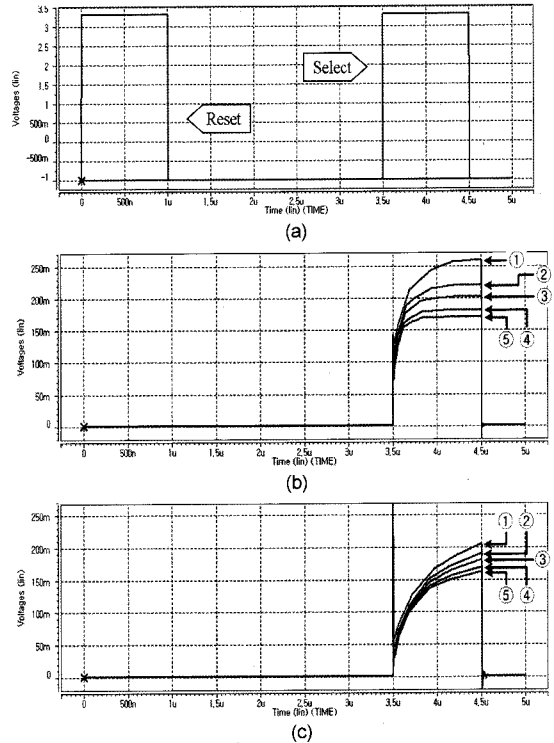 3.5
3
2.5
2
1.5
1
500m
0
-500m
-1
Voltages (lin)
Select
Reset
0 500n 1u 1.5u 2u 2.5u 3u 3.5u 4u 4.5u 5u
Time (lin) (TIME)
(a)
250m
200m
150m
100m
50m
0
Voltages (lin)
①
②
③
⑤ ④
0 500n 1u 1.5u 2u 2.5u 3u 3.5u 4u 4.5u 5u
Time (lin) (TIME)
(b)
250m
200m
150m
100m
50m
0
Voltages (lin)
① ②
③
⑤ ④
0 500n 1u 1.5u 2u 2.5u 3u 3.5u 4u 4.5u 5u
Time (lin) (TIME)
(c)